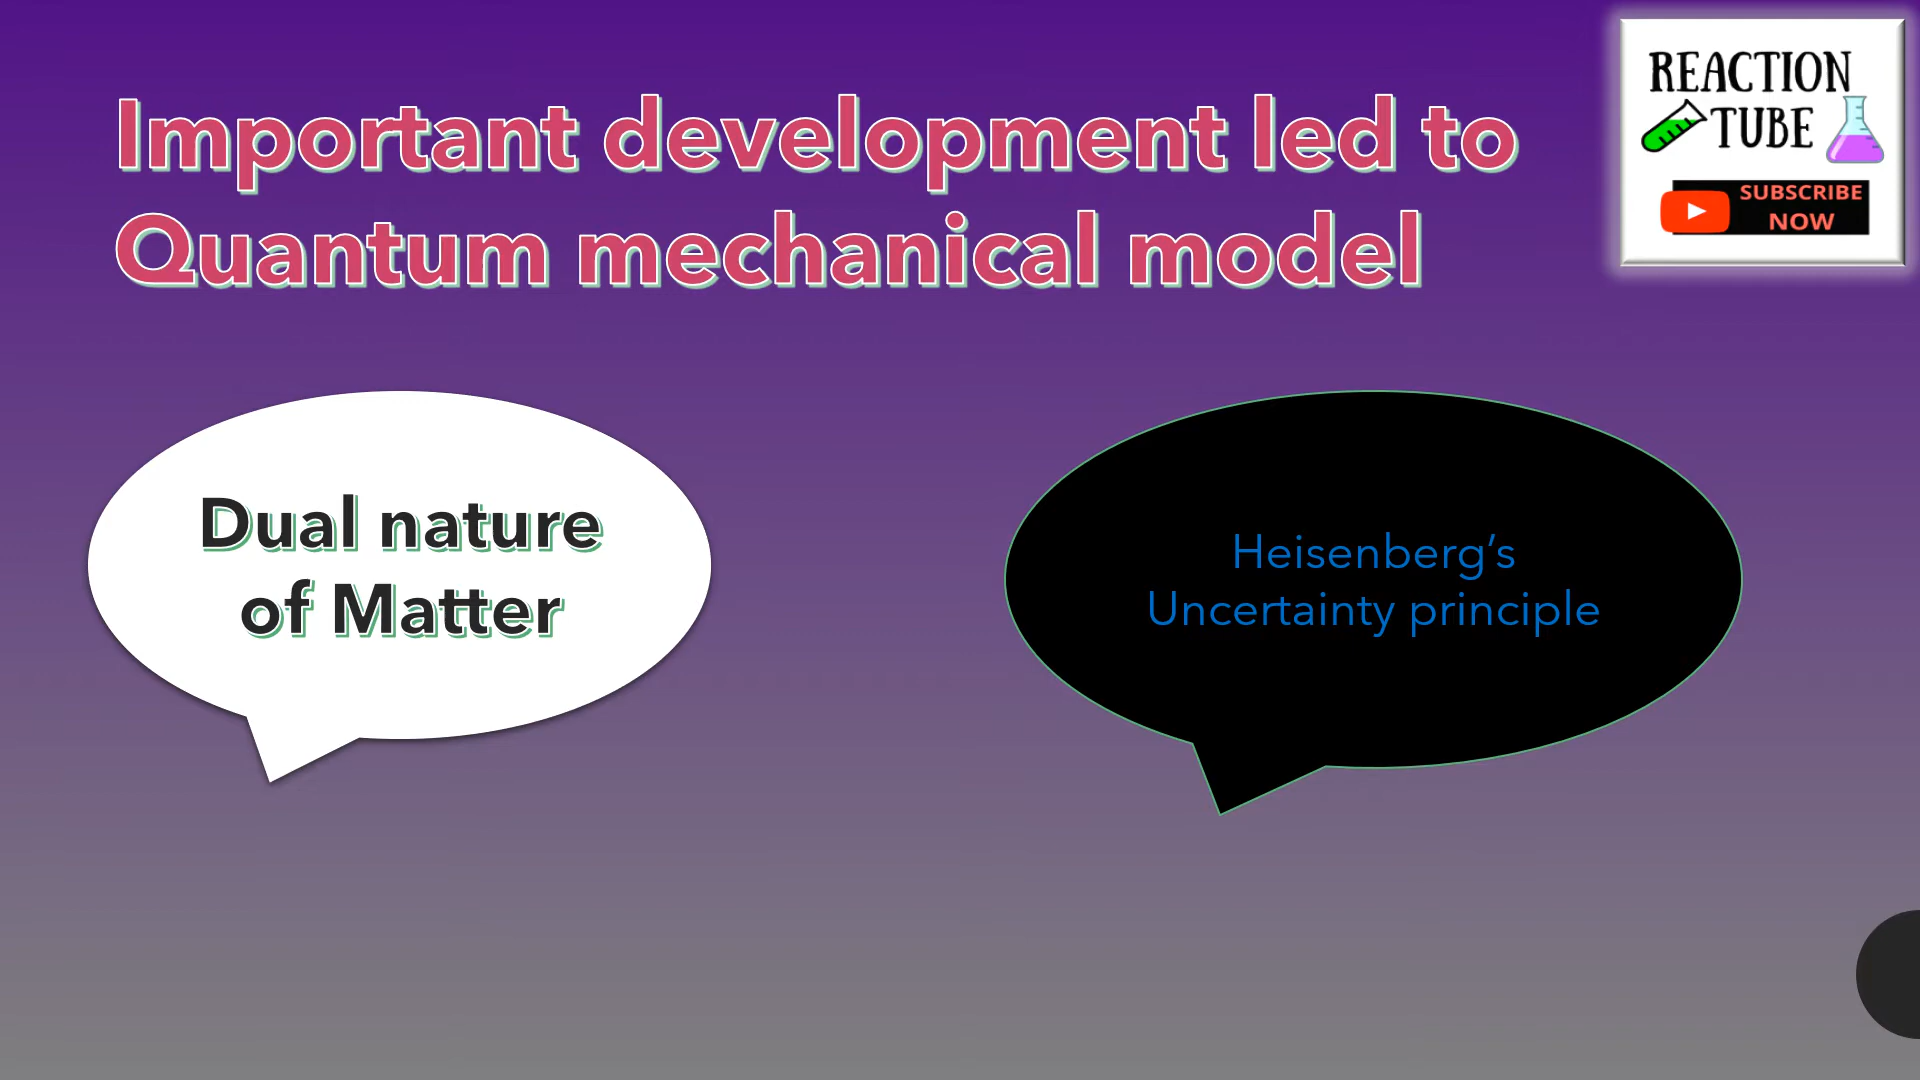 Important development led to
Quantum mechanical model
REACTION
TUBE
SUBSCRIBE
NOW
Dual nature
of Matter
Heisenberg’s
Uncertainty principle